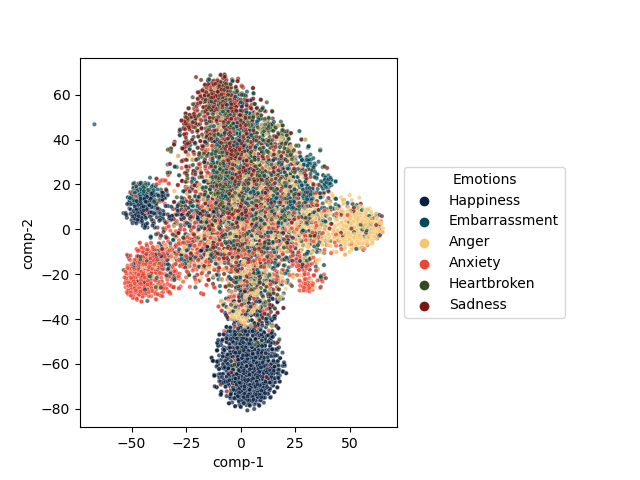 60
40
20
0
−20
−40
−60
−80
comp-2
−50
−25
0
25
50
comp-1
Emotions
Happiness
Embarrassment
Anger
Anxiety
Heartbroken
Sadness